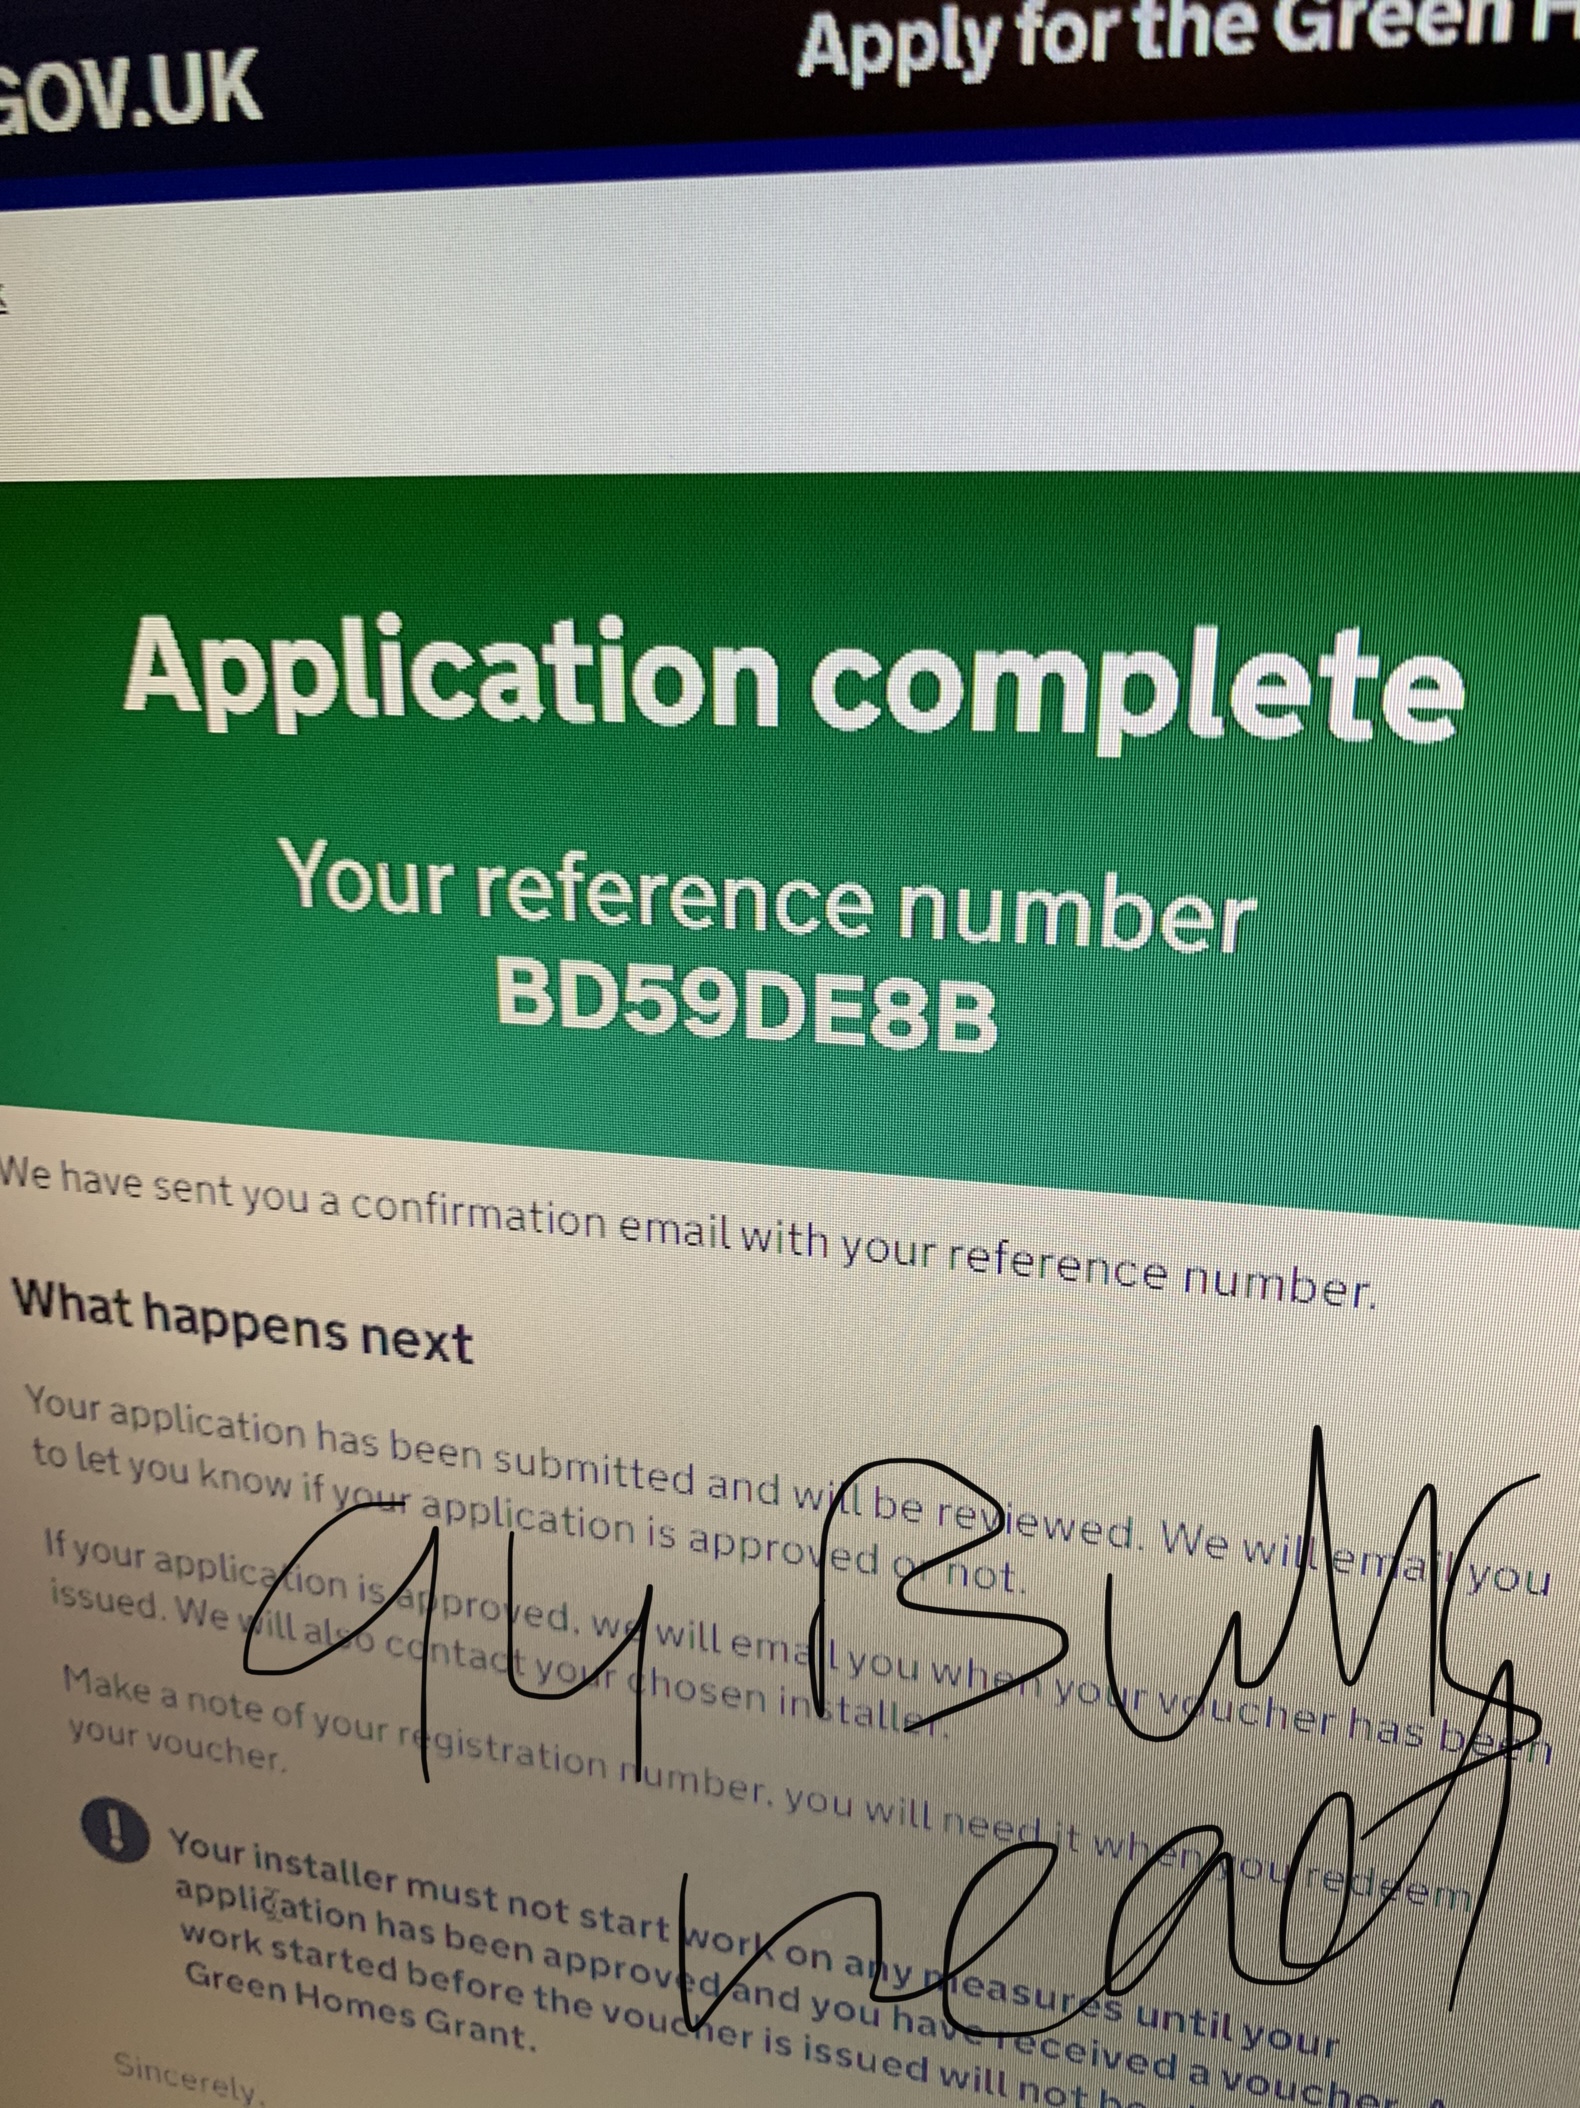 GOV.UK
Apply for the Green
Application complete
Your reference number
BD59DE8B
We have sent you a confirmation email with your reference number.
What happens next
Your application has been submitted and will be reviewed. We will email you
to let you know if your application is approved or not.
If your application is approved, we will email you when your voucher has been
issued. We will also contact your chosen installer.
Make a note of your registration number, you will need it when you redeem
your voucher.
Your installer must not start work on any measures until your
application has been approved and you have received a voucher.
work started before the voucher is issued will not
Green Homes Grant.
Sincerely,
94